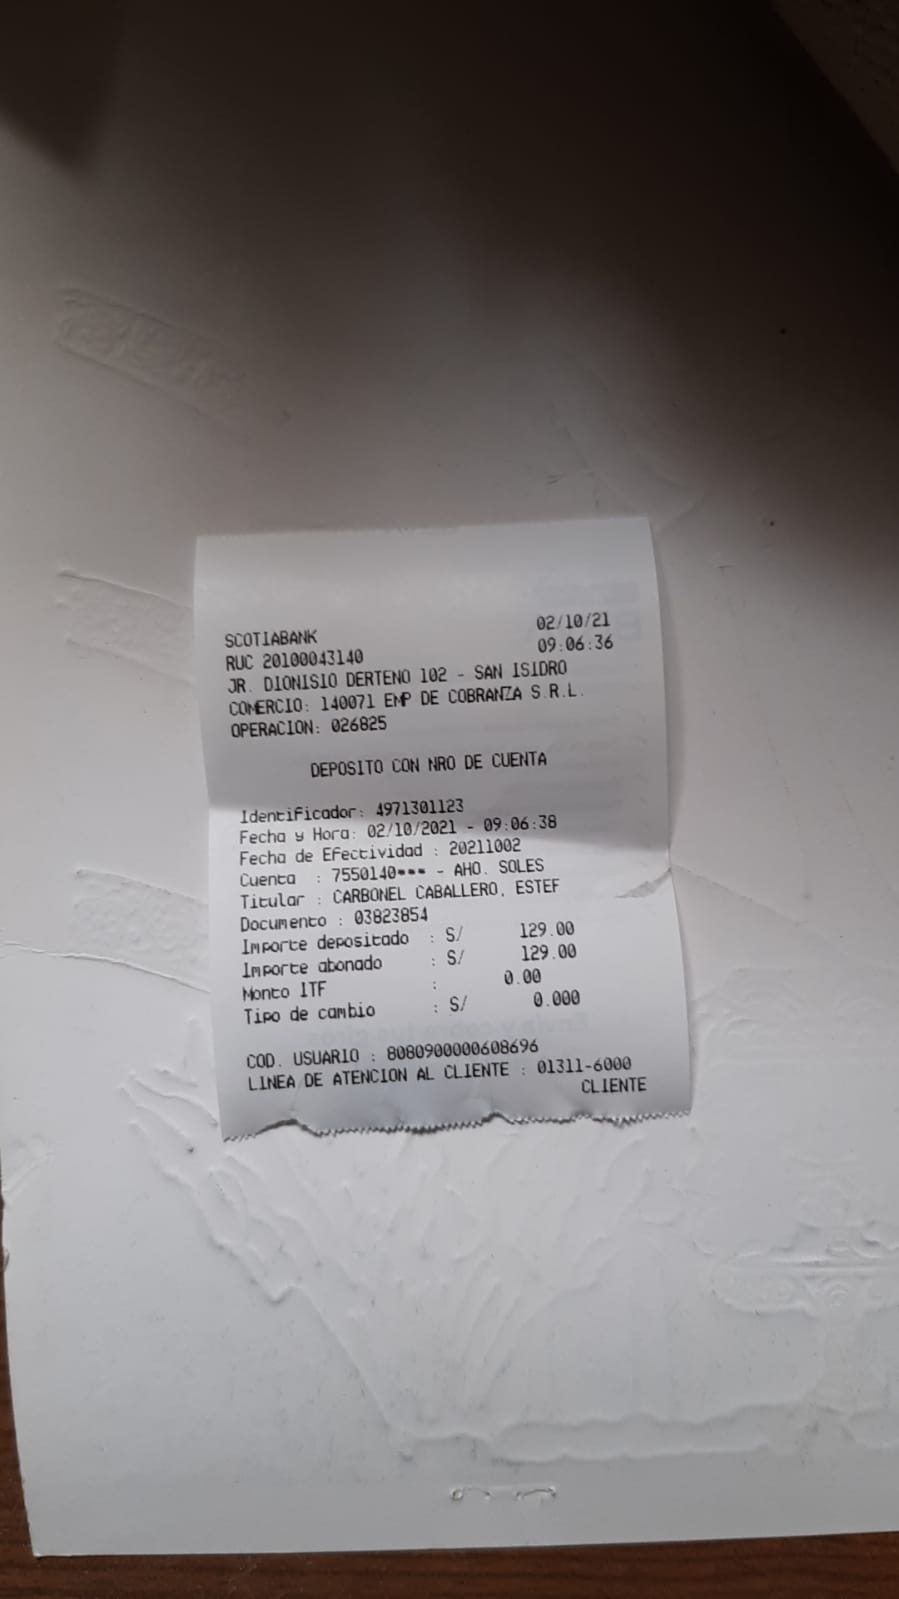 SCOTIABANK 02/10/21
RUC 20100043140 09:06:36
JR. DIONISIO DERTENO 102 - SAN ISIDRO
COMERCIO: 140071 EMP DE COBRANZA S.R.L.
OPERACION: 026825
DEPOSITO CON NRO DE CUENTA
Identificador: 4971301123
Fecha y Hora: 02/10/2021 - 09:06:38
Fecha de Efectividad : 20211002
Cuenta : 7550140*** - AHO. SOLES
Titular : CARBONEL CABALLERO, ESTEF
Documento : 03823854
Importe depositado : S/ 129.00
Importe abonado : S/ 129.00
Monto ITF : 0.00
Tipo de cambio : S/ 0.000
COD. USUARIO : 8080900000608696
LINEA DE ATENCION AL CLIENTE : 01311-6000
CLIENTE